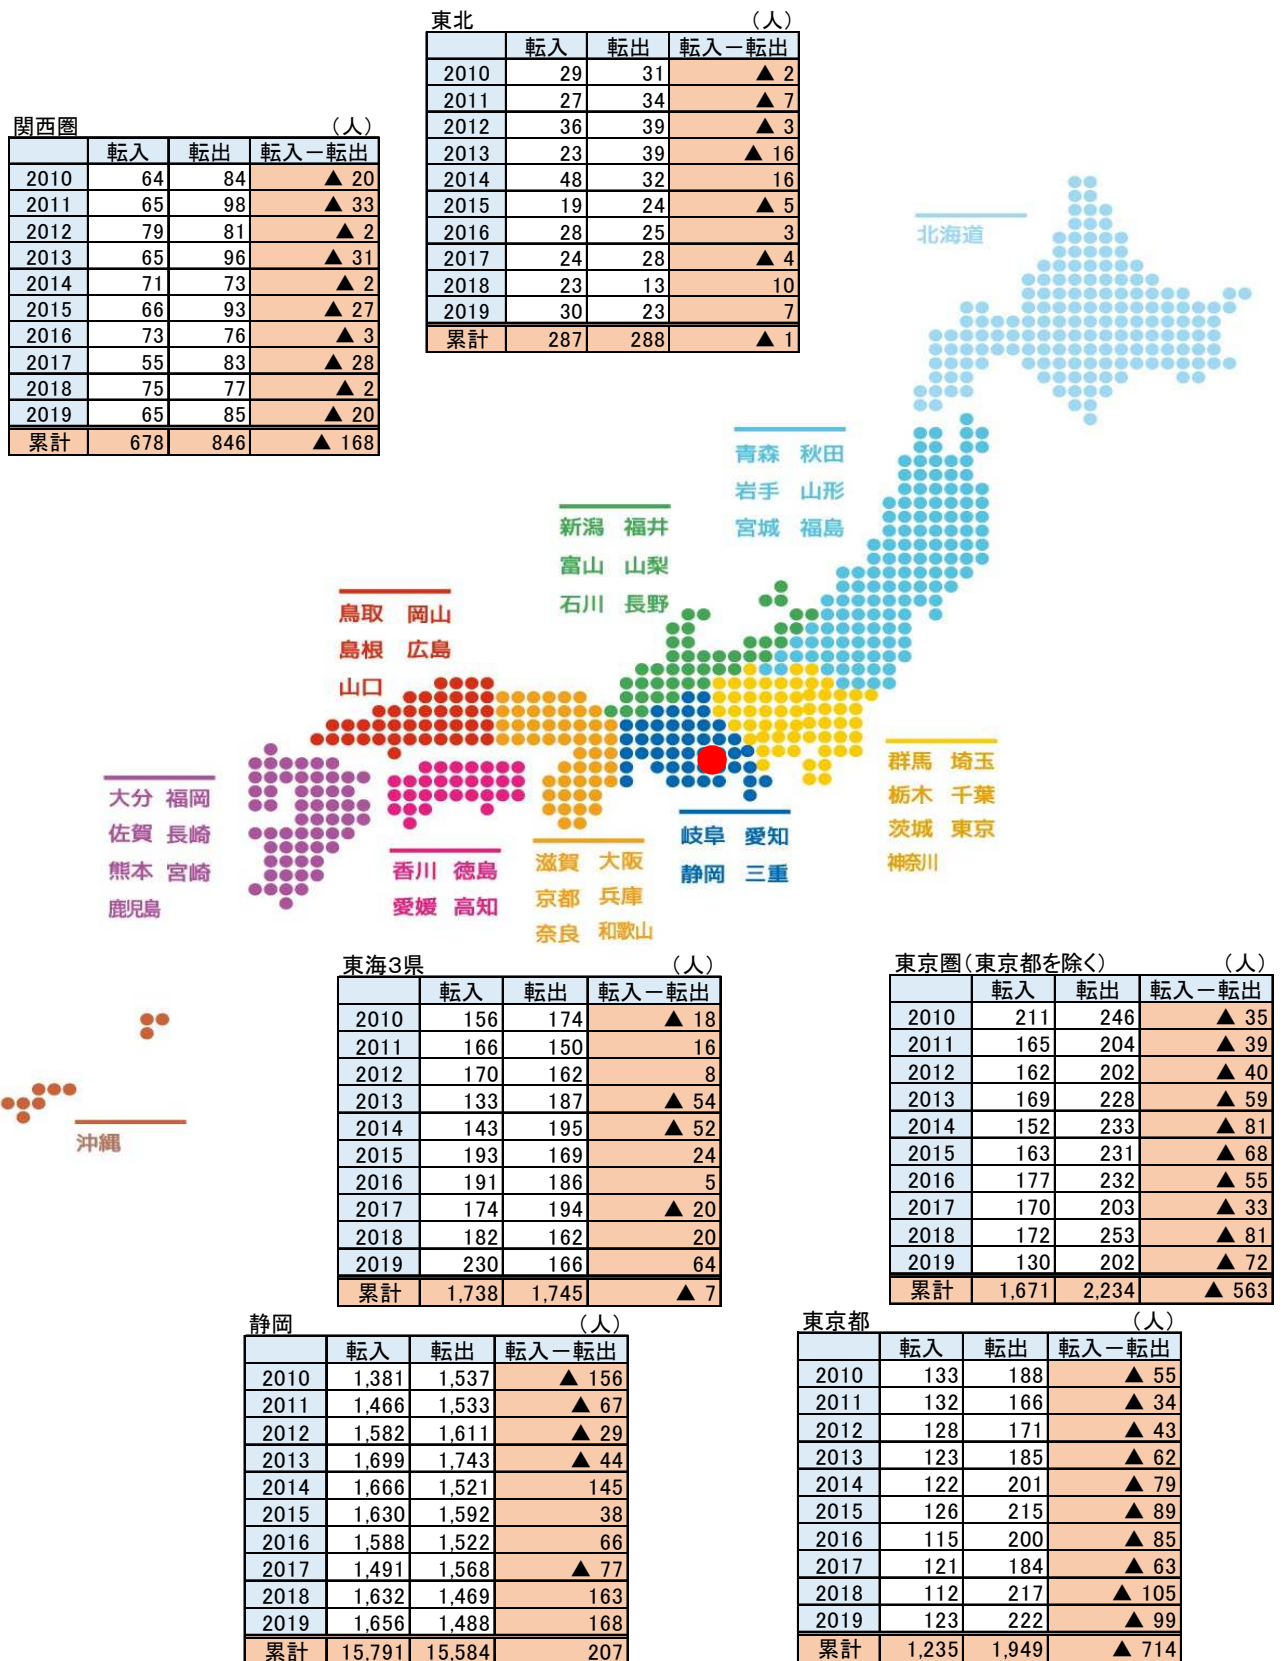 東北 (人)
転入 転出 転入－転出
2010 29 31 ▲ 2
2011 27 34 ▲ 7
2012 36 39 ▲ 3
2013 23 39 ▲ 16
2014 48 32 16
2015 19 24 ▲ 5
2016 28 25 3
2017 24 28 ▲ 4
2018 23 13 10
2019 30 23 7
累計 287 288 ▲ 1
関西圏 (人)
転入 転出 転入－転出
2010 64 84 ▲ 20
2011 65 98 ▲ 33
2012 79 81 ▲ 2
2013 65 96 ▲ 31
2014 71 73 ▲ 2
2015 66 93 ▲ 27
2016 73 76 ▲ 3
2017 55 83 ▲ 28
2018 75 77 ▲ 2
2019 65 85 ▲ 20
累計 678 846 ▲ 168
北海道
青森 秋田
岩手 山形
宮城 福島
新潟 福井
富山 山梨
石川 長野
鳥取 岡山
島根 広島
山口
群馬 埼玉
栃木 千葉
茨城 東京
神奈川
大分 福岡
佐賀 長崎
熊本 宮崎
鹿児島
香川 徳島
愛媛 高知
滋賀 大阪
京都 兵庫
奈良 和歌山
岐阜 愛知
静岡 三重
沖縄
東海3県 (人)
転入 転出 転入－転出
2010 156 174 ▲ 18
2011 166 150 16
2012 170 162 8
2013 133 187 ▲ 54
2014 143 195 ▲ 52
2015 193 169 24
2016 191 186 5
2017 174 194 ▲ 20
2018 182 162 20
2019 230 166 64
累計 1,738 1,745 ▲ 7
東京圏(東京都を除く) (人)
転入 転出 転入－転出
2010 211 246 ▲ 35
2011 165 204 ▲ 39
2012 162 202 ▲ 40
2013 169 228 ▲ 59
2014 152 233 ▲ 81
2015 163 231 ▲ 68
2016 177 232 ▲ 55
2017 170 203 ▲ 33
2018 172 253 ▲ 81
2019 130 202 ▲ 72
累計 1,671 2,234 ▲ 563
静岡 (人)
転入 転出 転入－転出
2010 1,381 1,537 ▲ 156
2011 1,466 1,533 ▲ 67
2012 1,582 1,611 ▲ 29
2013 1,699 1,743 ▲ 44
2014 1,666 1,521 145
2015 1,630 1,592 38
2016 1,588 1,522 66
2017 1,491 1,568 ▲ 77
2018 1,632 1,469 163
2019 1,656 1,488 168
累計 15,791 15,584 207
東京都 (人)
転入 転出 転入－転出
2010 133 188 ▲ 55
2011 132 166 ▲ 34
2012 128 171 ▲ 43
2013 123 185 ▲ 62
2014 122 201 ▲ 79
2015 126 215 ▲ 89
2016 115 200 ▲ 85
2017 121 184 ▲ 63
2018 112 217 ▲ 105
2019 123 222 ▲ 99
累計 1,235 1,949 ▲ 714